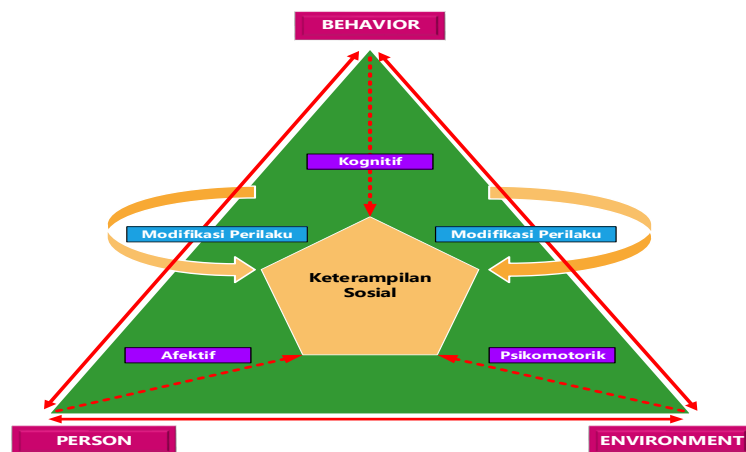 BEHAVIOR
Kognitif
Modifikasi Perilaku
Modifikasi Perilaku
Keterampilan
Sosial
Afektif
Psikomotorik
PERSON
ENVIRONMENT